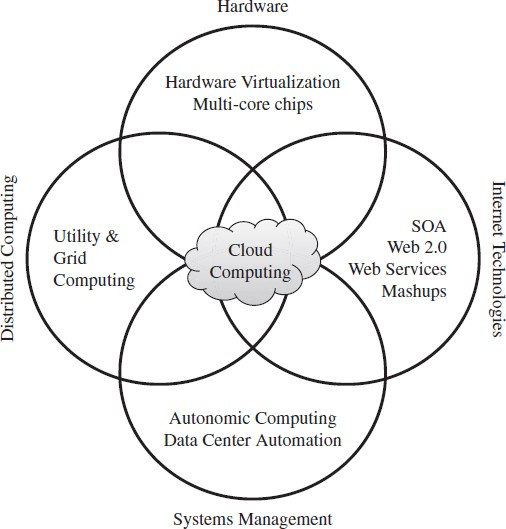 Hardware
Hardware Virtualization
Multi-core chips
Distributed Computing
Utility &
Grid
Computing
Cloud
Computing
SOA
Web 2.0
Web Services
Mashups
Internet Technologies
Autonomic Computing
Data Center Automation
Systems Management